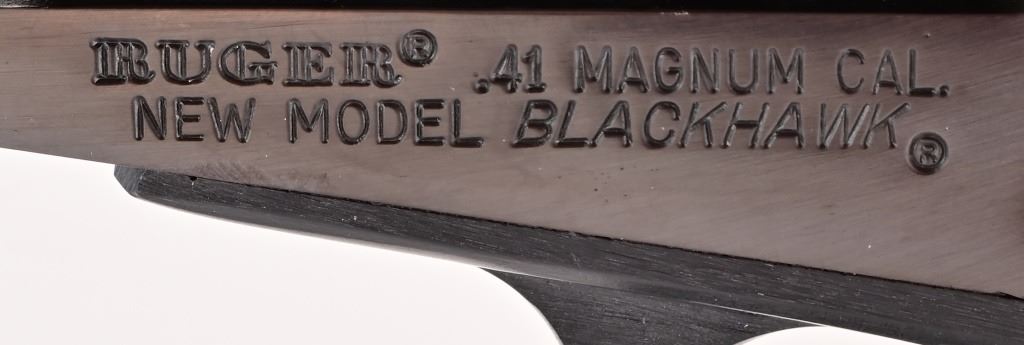 RUGER® .41 MAGNUM CAL.
NEW MODEL BLACKHAWK®